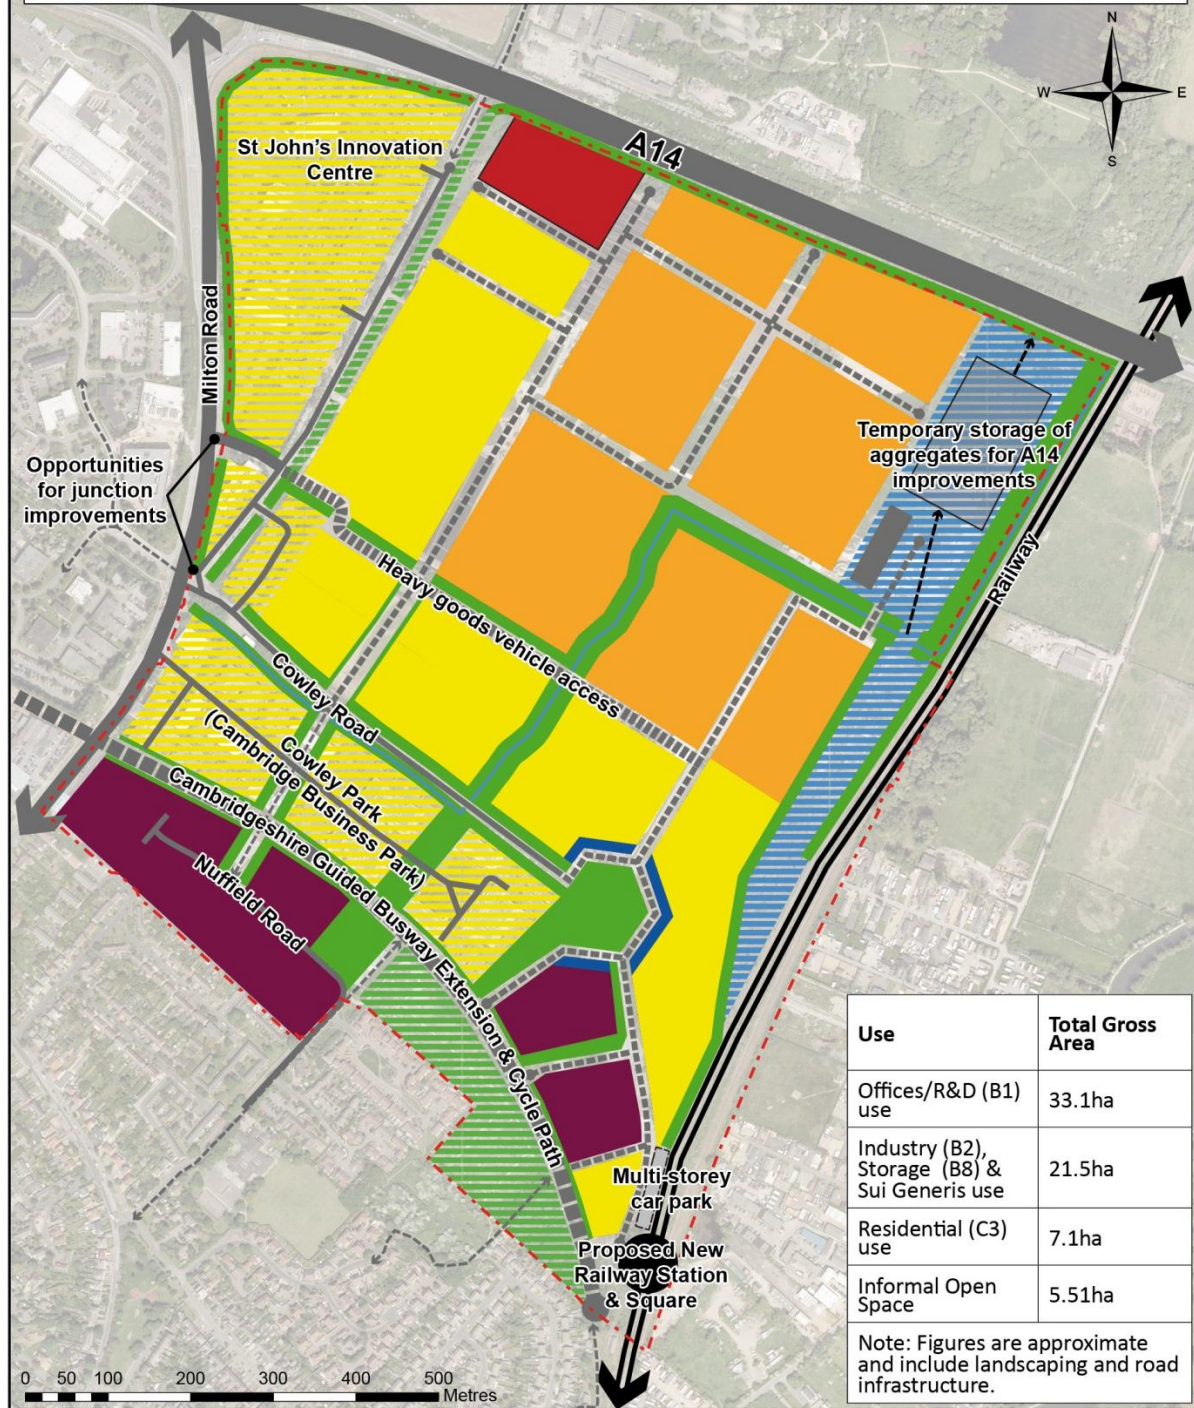 N
W
E
S
A14
St John's Innovation
Centre
Milton Road
Opportunities
for junction
improvements
Temporary storage of
aggregates for A14
improvements
Railway
Heavy goods vehicle access
Cowley Road
Cowley Park
(Cambridge Business Park)
Cambridgeshire Guided Busway Extension & Cycle Path
Nuffield Road
Multi-storey
car park
Proposed New
Railway Station
& Square
Use
Total Gross
Area
Offices/R&D (B1)
use
33.1ha
Industry (B2),
Storage (B8) &
Sui Generis use
21.5ha
Residential (C3)
use
7.1ha
Informal Open
Space
5.51ha
Note: Figures are approximate
and include landscaping and road
infrastructure.
0 50 100 200 300 400 500
Metres